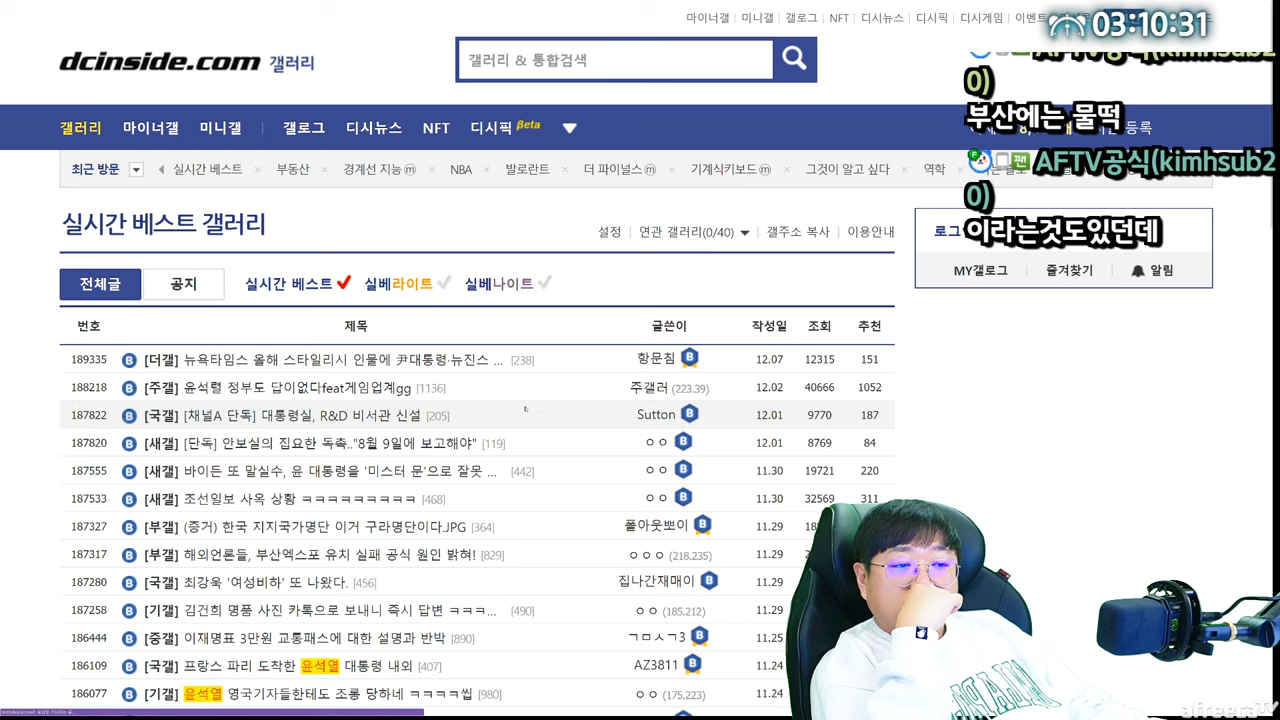 마이너갤 미니갤 갤로그 NFT 디시뉴스 디시픽 디시게임 이벤트
03:10:31
dcinside.com 갤러리
갤러리 & 통합검색
AFTV공식(kimhsub2
0)
부산에는 물떡
갤러리 마이너갤 미니갤 갤로그 디시뉴스 NFT 디시픽 βeta
등록
AFTV공식(kimhsub2
0)
이라는것도있던데
최근 방문 실시간 베스트 × 부동산 × 경계선 지능ⓜ × NBA × 발로란트 × 더 파이널스ⓜ × 기계식키보드ⓜ × 그것이 알고 싶다 × 역학
실시간 베스트 갤러리
설정 연관 갤러리(0/40) 갤주소 복사 이용안내
로그
MY갤로그 즐겨찾기 알림
전체글 공지 실시간 베스트 실베라이트 실베나이트
번호 제목 글쓴이 작성일 조회 추천
189335 B [더갤] 뉴욕타임스 올해 스타일리시 인물에 尹대통령·뉴진스 ... [238] 항문침 B 12.07 12315 151
188218 B [주갤] 윤석렬 정부도 답이없다feat게임업계gg [1136] 주갤러 (223.39) 12.02 40666 1052
187822 B [국갤] [채널A 단독] 대통령실, R&D 비서관 신설 [205] Sutton B 12.01 9770 187
187820 B [새갤] [단독] 안보실의 집요한 독촉.."8월 9일에 보고해야" [119] ㅇㅇ B 12.01 8769 84
187555 B [새갤] 바이든 또 말실수, 윤 대통령을 '미스터 문'으로 잘못 ... [442] ㅇㅇ B 11.30 19721 220
187533 B [새갤] 조선일보 사옥 상황 ㅋㅋㅋㅋㅋㅋㅋㅋㅋ [468] ㅇㅇ B 11.30 32569 311
187327 B [부갤] (증거) 한국 지지국가명단 이거 구라명단이다.JPG [364] 폴아웃뽀이 B 11.29
187317 B [부갤] 해외언론들, 부산엑스포 유치 실패 공식 원인 밝혀! [829] ㅇㅇㅇ (218.235) 11.29
187280 B [국갤] 최강욱 '여성비하' 또 나왔다. [456] 집나간재매이 B 11.29
187258 B [기갤] 김건희 명품 사진 카톡으로 보내니 즉시 답변 ㅋㅋㅋ... [490] ㅇㅇ (185.212) 11.29
186444 B [중갤] 이재명표 3만원 교통패스에 대한 설명과 반박 [890] ㄱㅁㅅㄱ3 B 11.25
186109 B [국갤] 프랑스 파리 도착한 윤석열 대통령 내외 [407] AZ3811 B 11.24
186077 B [기갤] 윤석열 영국기자들한테도 조롱 당하네 ㅋㅋㅋㅋ씹 [980] ㅇㅇ (175.223) 11.24
afreecaTV